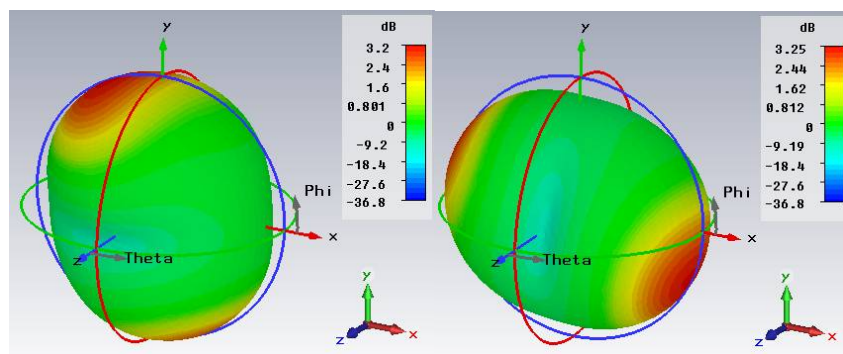 y
dB
3.2
2.4
1.6
0.801
0
-9.2
-18.4
-27.6
-36.8
Phi
x
z
Theta
y
x
z
y
dB
3.25
2.44
1.62
0.812
0
-9.19
-18.4
-27.6
-36.8
Phi
x
z
Theta
y
x
z